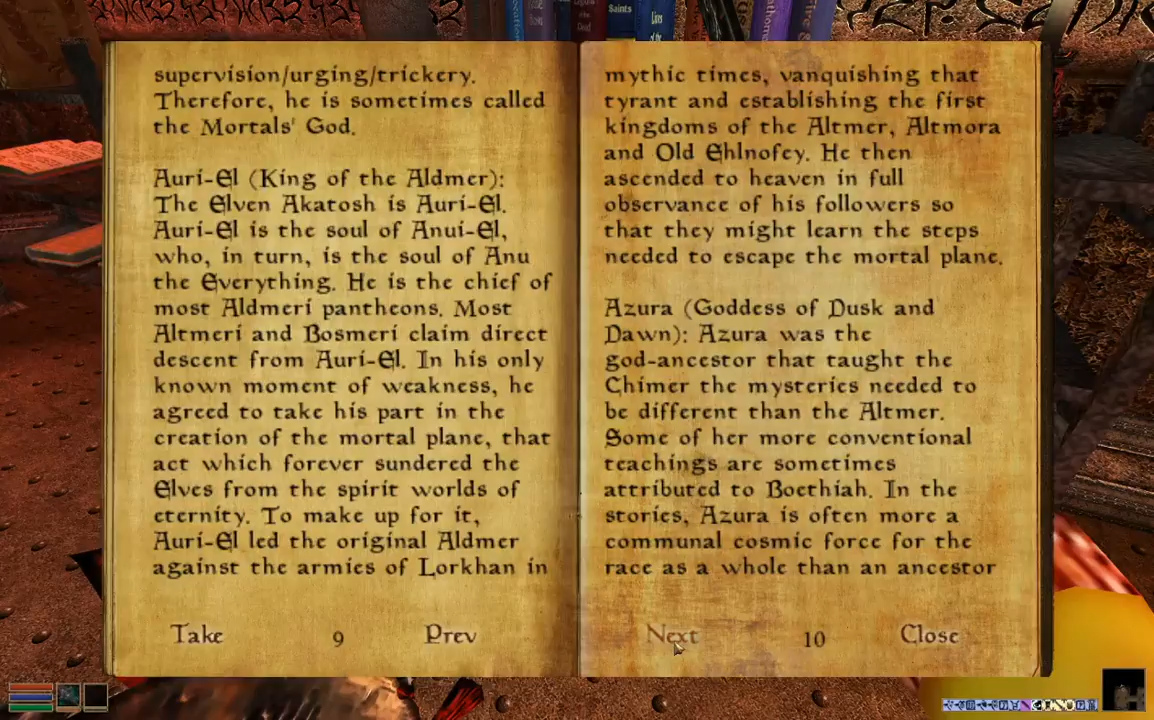 Saints
Lives
supervision/urging/trickery.
Therefore, he is sometimes called
the Mortals' God.
Auri-El (King of the Aldmer):
The Elven Akatosh is Auri-El.
Auri-El is the soul of Anui-El,
who, in turn, is the soul of Anu
the Everything. He is the chief of
most Aldmeri pantheons. Most
Altmeri and Bosmeri claim direct
descent from Auri-El. In his only
known moment of weakness, he
agreed to take his part in the
creation of the mortal plane, that
act which forever sundered the
Elves from the spirit worlds of
eternity. To make up for it,
Auri-El led the original Aldmer
against the armies of Lorkhan in
mythic times, vanquishing that
tyrant and establishing the first
kingdoms of the Altmer, Altmora
and Old Ehlnofey. He then
ascended to heaven in full
observance of his followers so
that they might learn the steps
needed to escape the mortal plane.
Azura (Goddess of Dusk and
Dawn): Azura was the
god-ancestor that taught the
Chimer the mysteries needed to
be different than the Altmer.
Some of her more conventional
teachings are sometimes
attributed to Boethiah. In the
stories, Azura is often more a
communal cosmic force for the
race as a whole than an ancestor
Take 9 Prev Next 10 Close